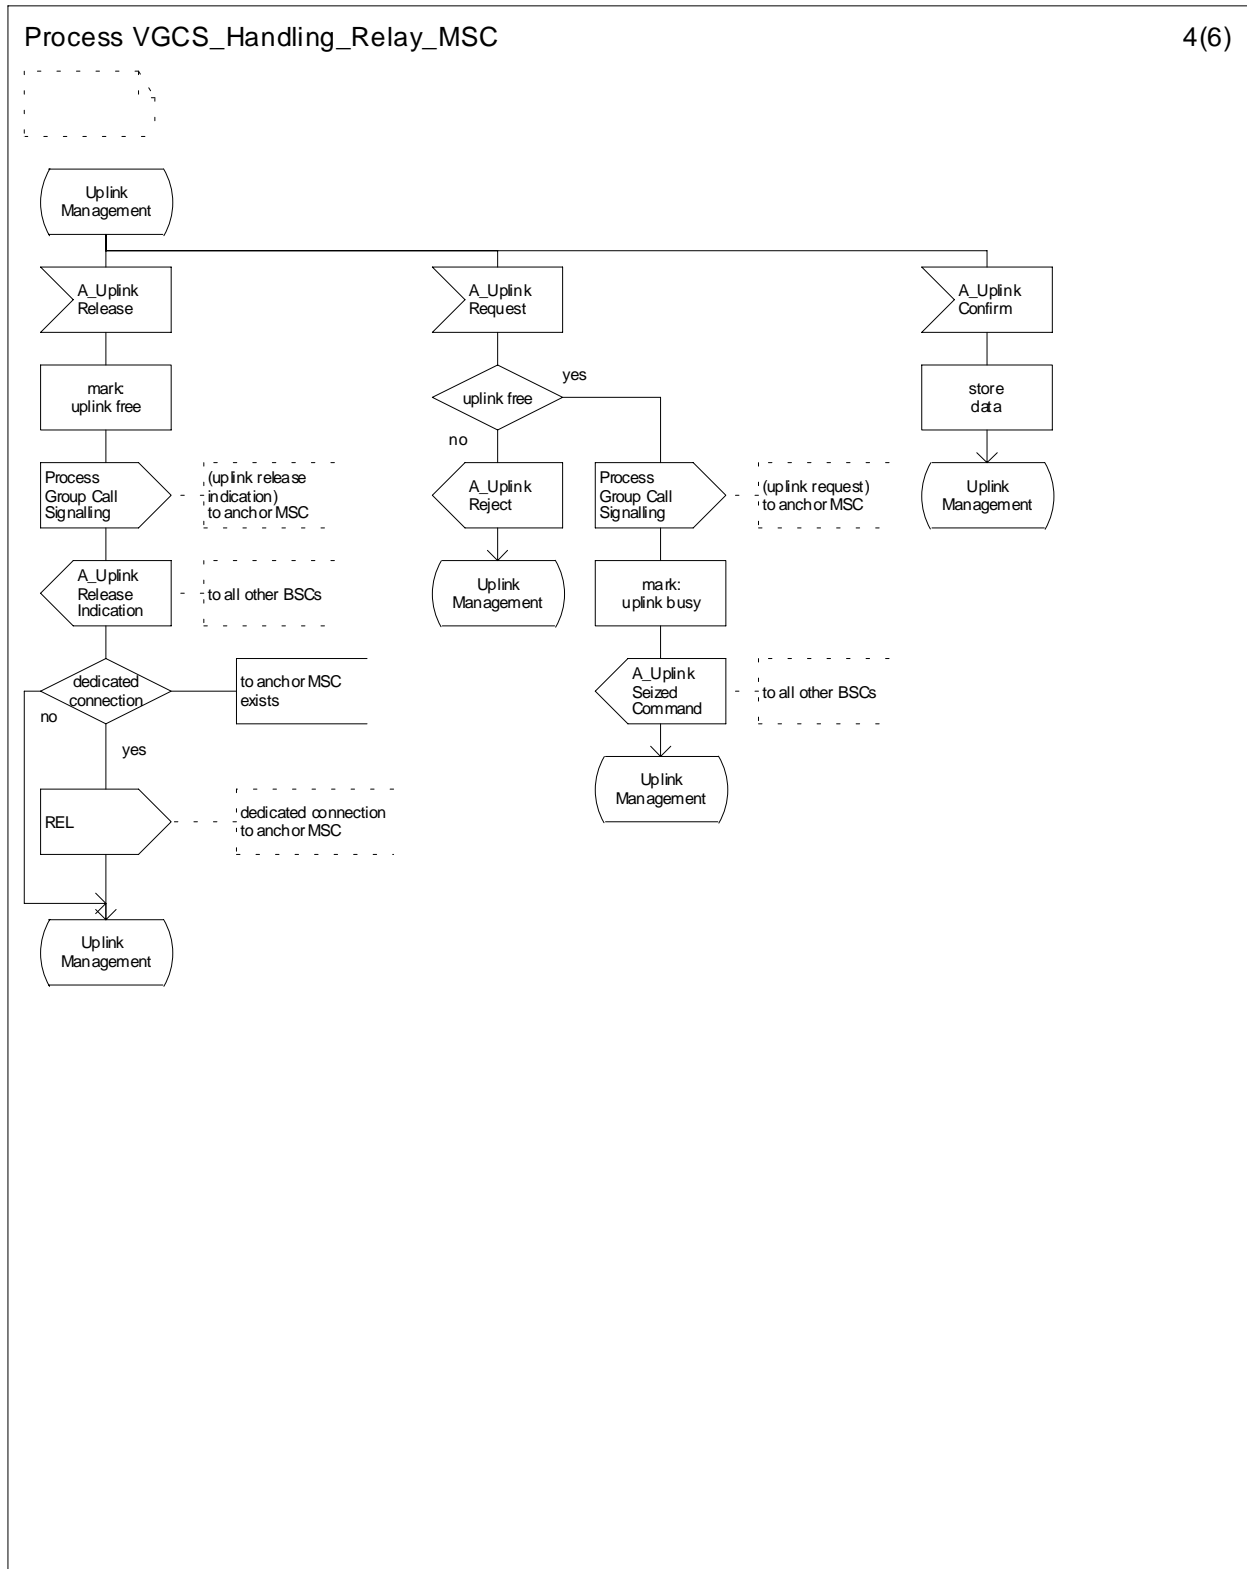 Process VGCS_Handling_Relay_MSC
4(6)
Uplink
Management
A_Uplink
Release
A_Uplink
Request
A_Uplink
Confirm
mark:
uplink free
uplink free
yes
no
store
data
Process
Group Call
Signalling
(uplink release
indication)
to anchor MSC
A_Uplink
Reject
Process
Group Call
Signalling
(uplink request)
to anchor MSC
Uplink
Management
A_Uplink
Release
Indication
to all other BSCs
Uplink
Management
mark:
uplink busy
dedicated
connection
to anchor MSC
exists
no
yes
A_Uplink
Seized
Command
to all other BSCs
Uplink
Management
REL
dedicated connection
to anchor MSC
Uplink
Management